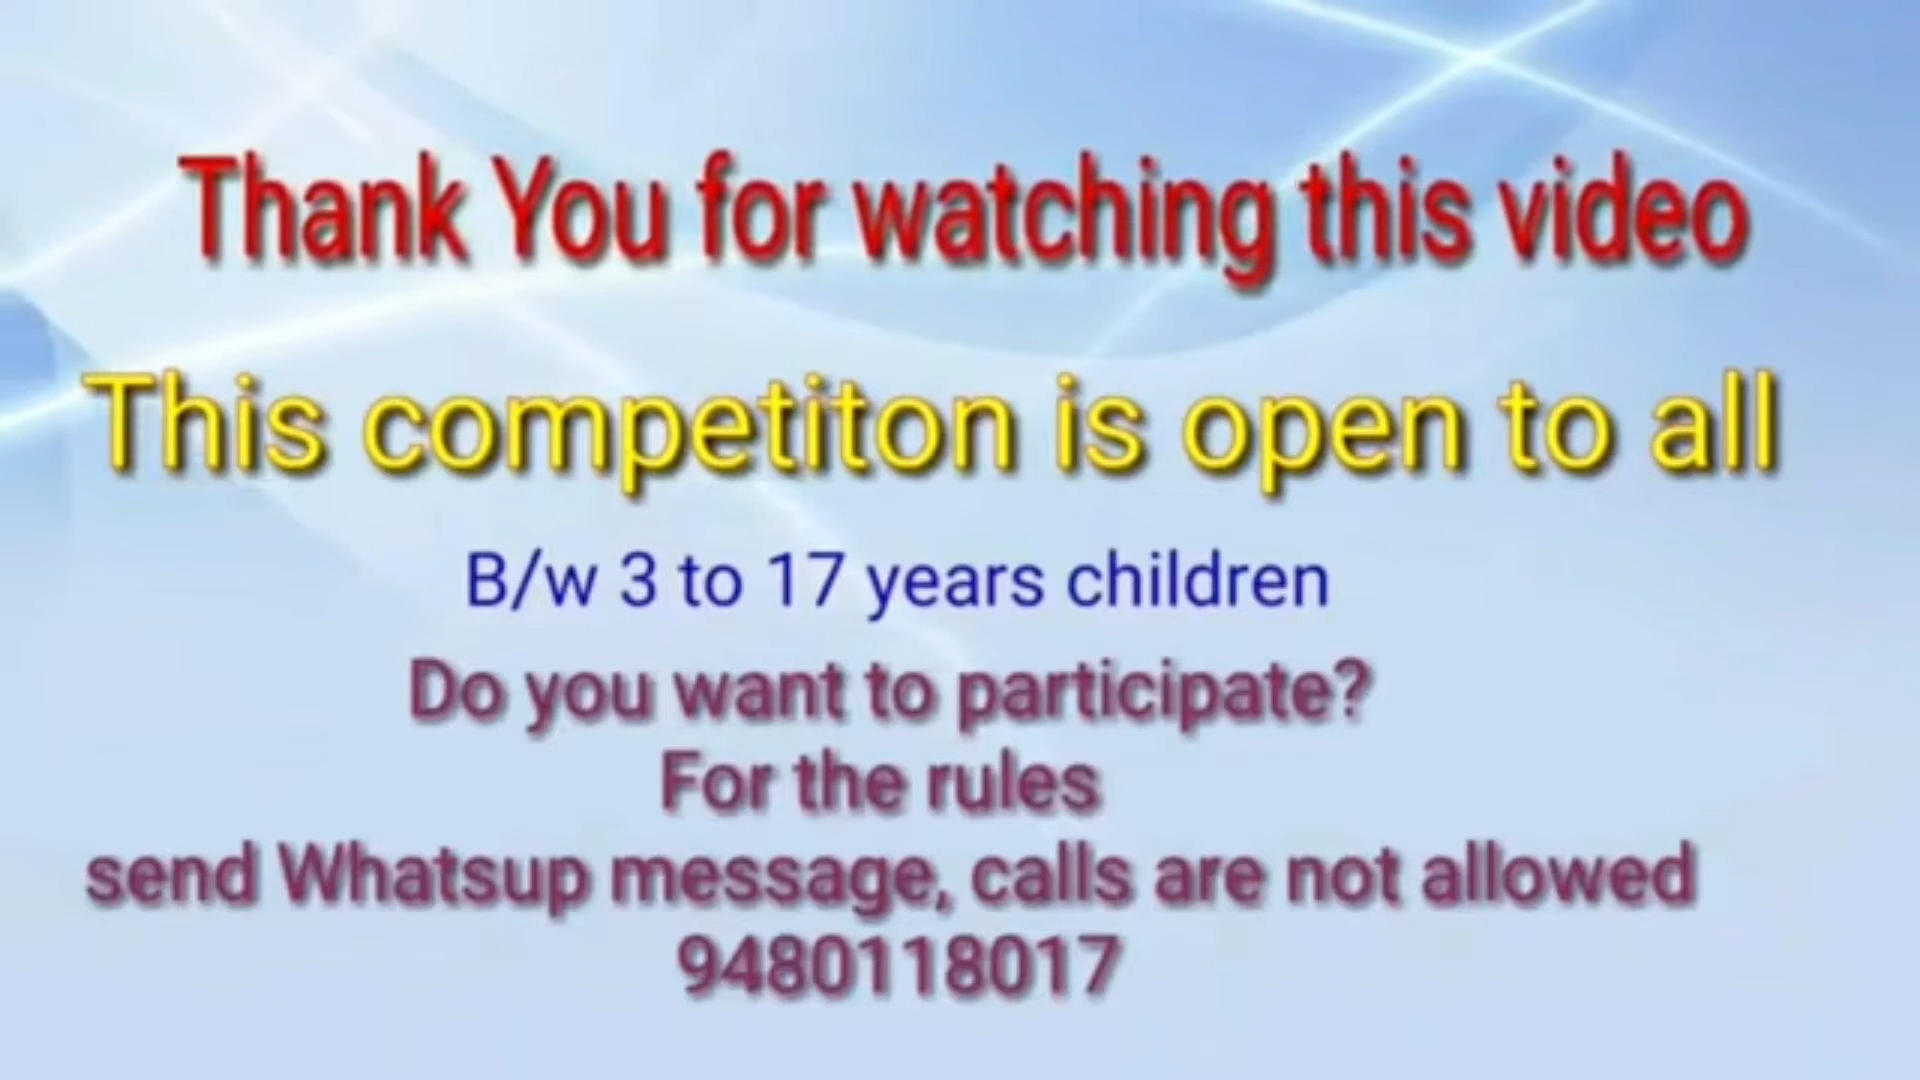 Thank You for watching this video
This competiton is open to all
B/w 3 to 17 years children
Do you want to participate?
For the rules
send Whatsup message, calls are not allowed
9480118017